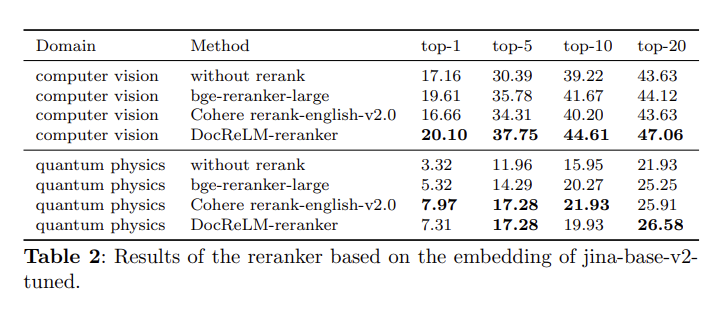 Domain Method top-1 top-5 top-10 top-20
computer vision without rerank 17.16 30.39 39.22 43.63
computer vision bge-reranker-large 19.61 35.78 41.67 44.12
computer vision Cohere rerank-english-v2.0 16.66 34.31 40.20 43.63
computer vision DocReLM-reranker 20.10 37.75 44.61 47.06
quantum physics without rerank 3.32 11.96 15.95 21.93
quantum physics bge-reranker-large 5.32 14.29 20.27 25.25
quantum physics Cohere rerank-english-v2.0 7.97 17.28 21.93 25.91
quantum physics DocReLM-reranker 7.31 17.28 19.93 26.58
Table 2: Results of the reranker based on the embedding of jina-base-v2-
tuned.